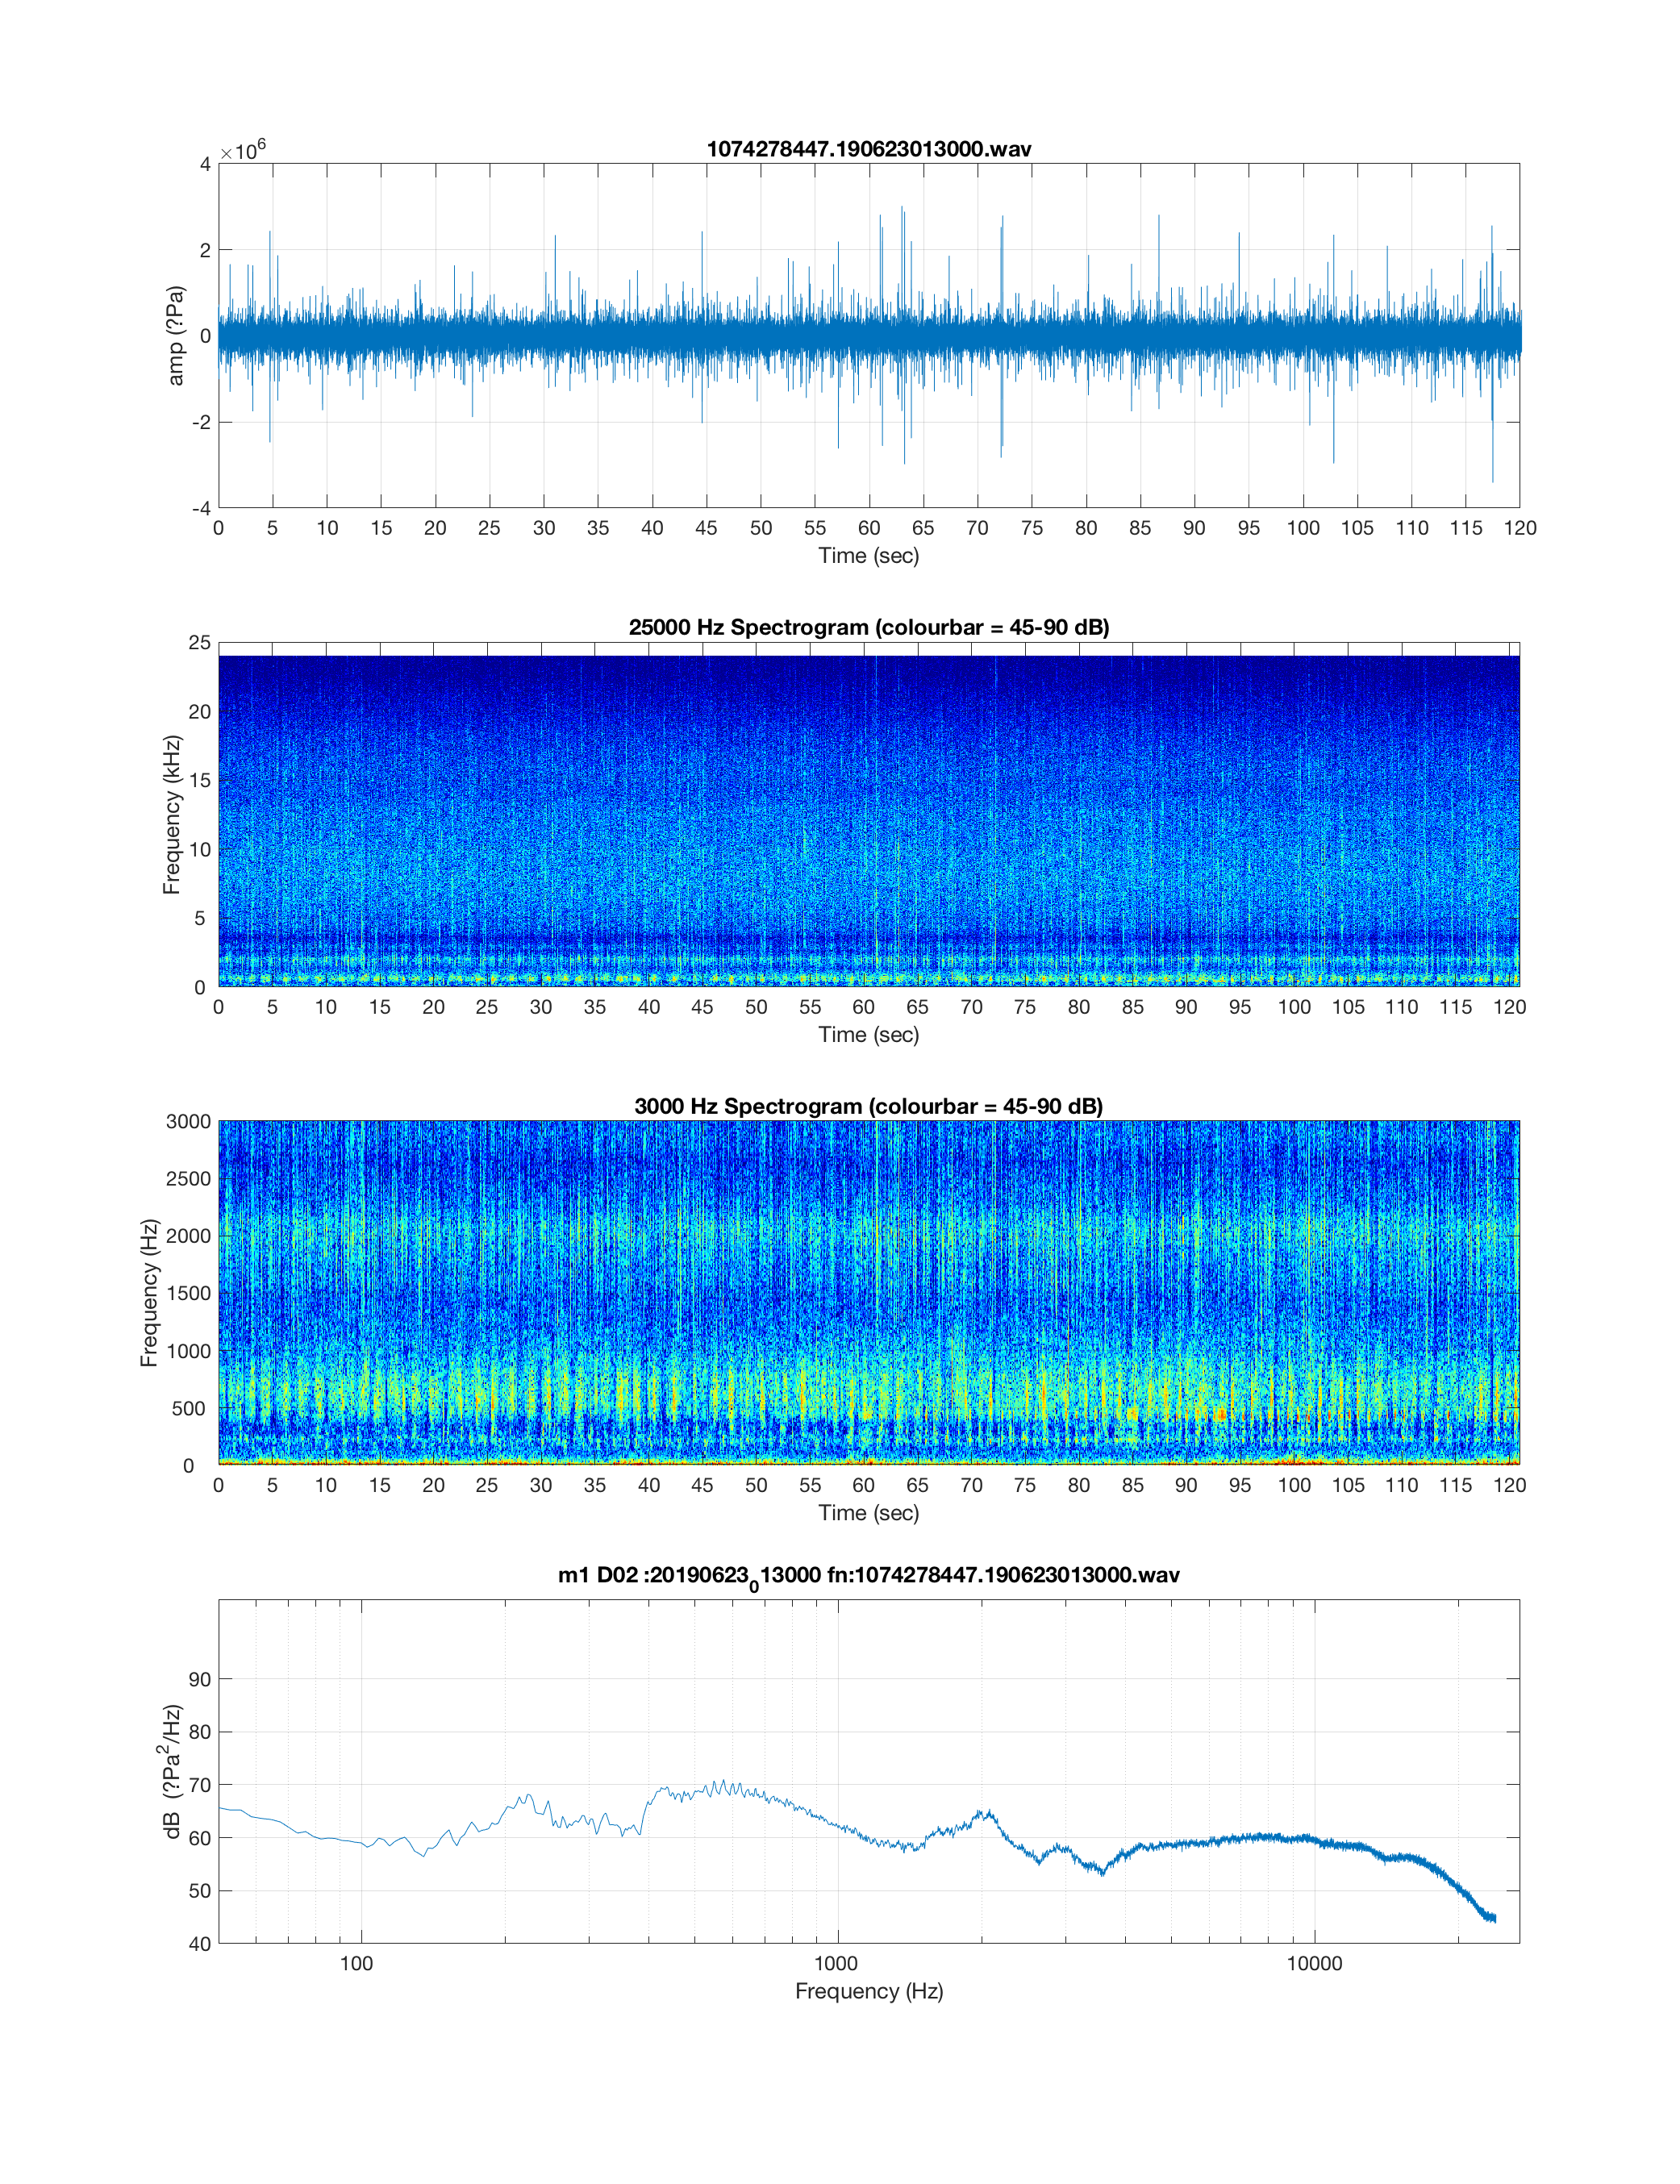 1074278447.190623013000.wav
×10⁶
4
2
0
-2
-4
amp (?Pa)
0 5 10 15 20 25 30 35 40 45 50 55 60 65 70 75 80 85 90 95 100 105 110 115 120
Time (sec)
25000 Hz Spectrogram (colourbar = 45-90 dB)
25
20
15
10
5
0
Frequency (kHz)
0 5 10 15 20 25 30 35 40 45 50 55 60 65 70 75 80 85 90 95 100 105 110 115 120
Time (sec)
3000 Hz Spectrogram (colourbar = 45-90 dB)
3000
2500
2000
1500
1000
500
0
Frequency (Hz)
0 5 10 15 20 25 30 35 40 45 50 55 60 65 70 75 80 85 90 95 100 105 110 115 120
Time (sec)
m1 D02 :20190623₀13000 fn:1074278447.190623013000.wav
90
80
70
60
50
40
dB (?Pa²/Hz)
100 1000 10000
Frequency (Hz)